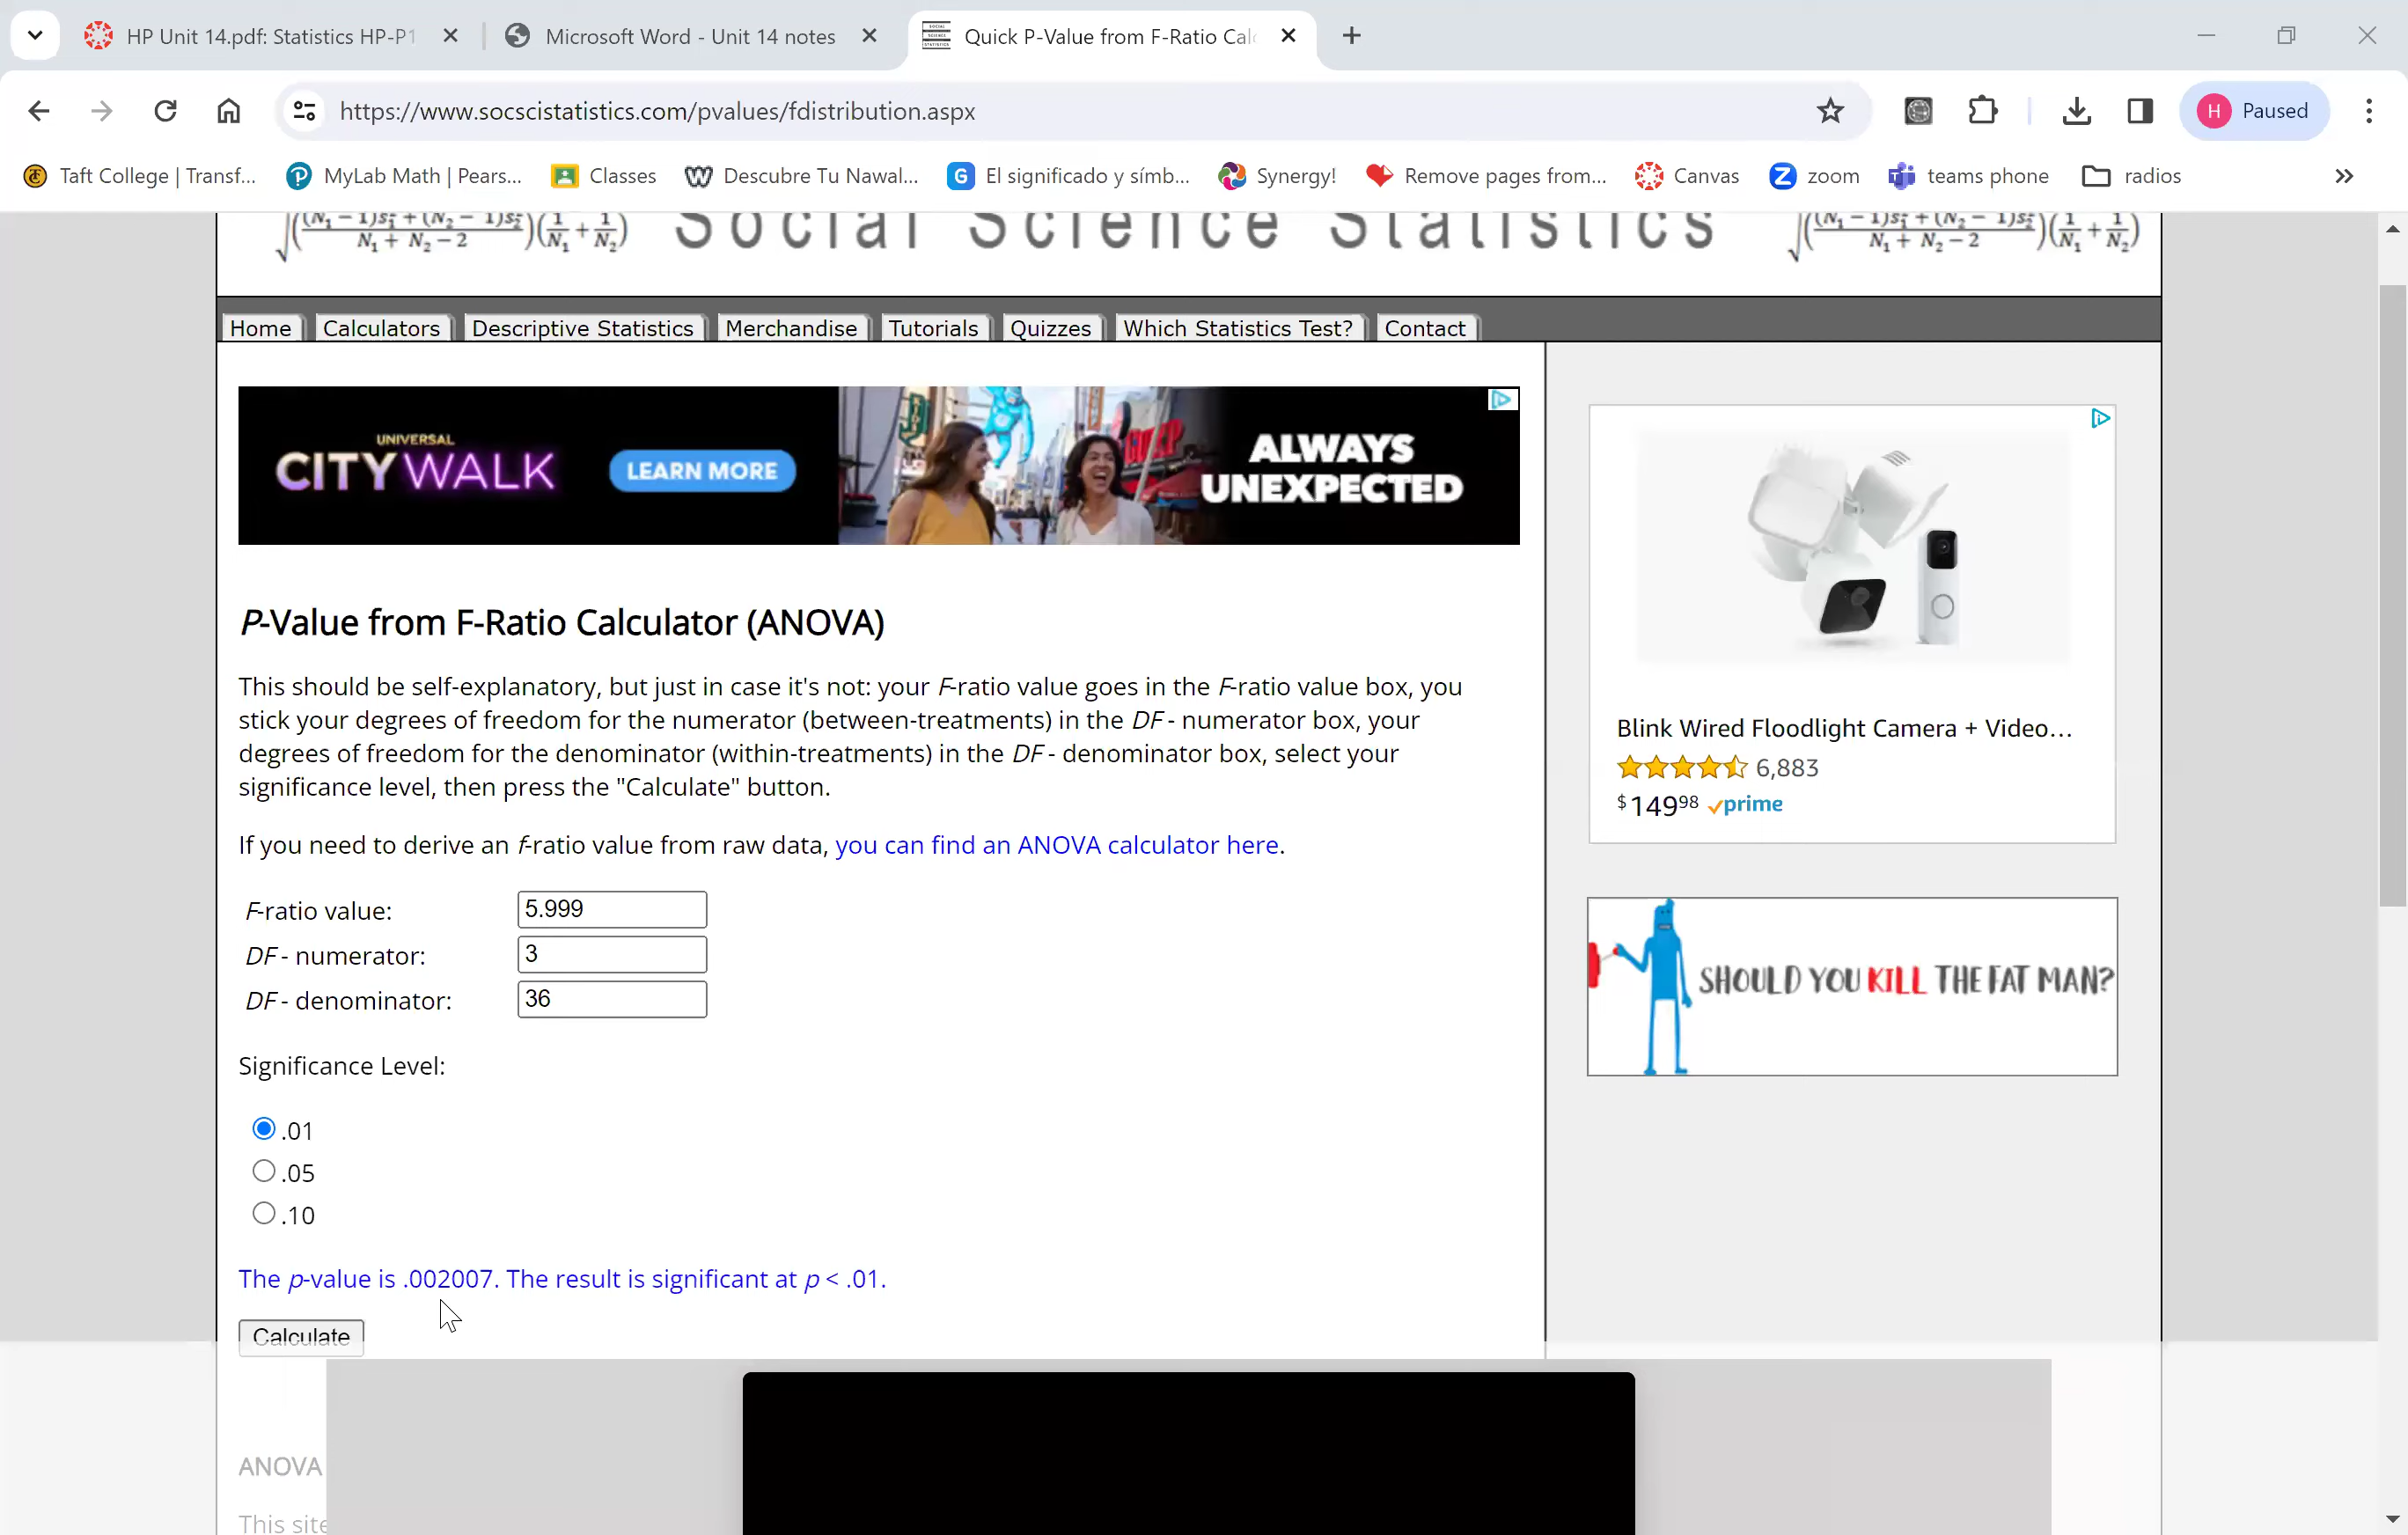 HP Unit 14.pdf: Statistics HP-P1
Microsoft Word - Unit 14 notes
Quick P-Value from F-Ratio Cal
https://www.socscistatistics.com/pvalues/fdistribution.aspx
H Paused
Taft College | Transf...
MyLab Math | Pears...
Classes
Descubre Tu Nawal...
El significado y símb...
Synergy!
Remove pages from...
Canvas
zoom
teams phone
radios
Social Science Statistics
Home
Calculators
Descriptive Statistics
Merchandise
Tutorials
Quizzes
Which Statistics Test?
Contact
UNIVERSAL
CITYWALK
LEARN MORE
ALWAYS
UNEXPECTED
P-Value from F-Ratio Calculator (ANOVA)
This should be self-explanatory, but just in case it's not: your F-ratio value goes in the F-ratio value box, you
stick your degrees of freedom for the numerator (between-treatments) in the DF - numerator box, your
degrees of freedom for the denominator (within-treatments) in the DF - denominator box, select your
significance level, then press the "Calculate" button.
If you need to derive an f-ratio value from raw data, you can find an ANOVA calculator here.
F-ratio value: 5.999
DF - numerator: 3
DF - denominator: 36
Significance Level:
.01
.05
.10
The p-value is .002007. The result is significant at p < .01.
Calculate
ANOVA
This site
Blink Wired Floodlight Camera + Video...
6,883
$14998 prime
SHOULD YOU KILL THE FAT MAN?